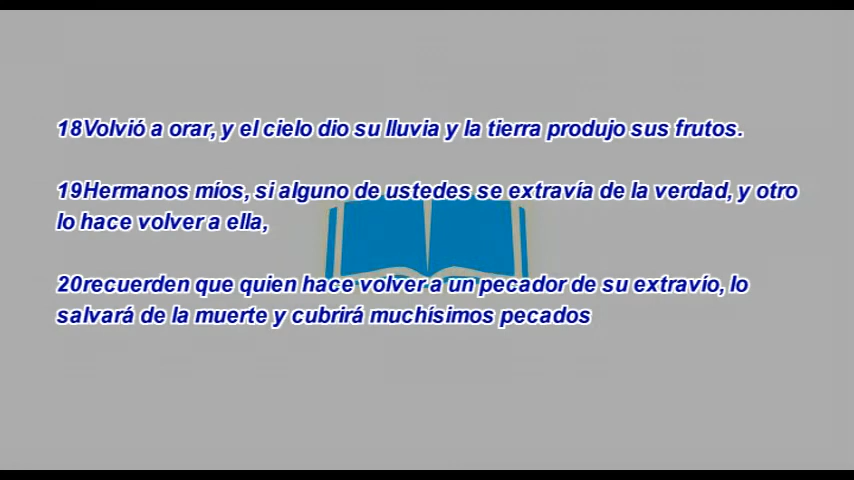 18Volvió a orar, y el cielo dio su lluvia y la tierra produjo sus frutos.
19Hermanos míos, si alguno de ustedes se extravía de la verdad, y otro
lo hace volver a ella,
20recuerden que quien hace volver a un pecador de su extravío, lo
salvará de la muerte y cubrirá muchísimos pecados